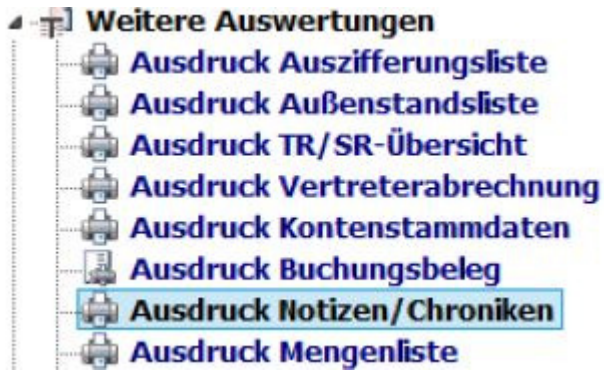 Weitere Auswertungen
Ausdruck Auszifferungsliste
Ausdruck Außenstandsliste
Ausdruck TR/SR-Übersicht
Ausdruck Vertreterabrechnung
Ausdruck Kontenstammdaten
Ausdruck Buchungsbeleg
Ausdruck Notizen/Chroniken
Ausdruck Mengenliste